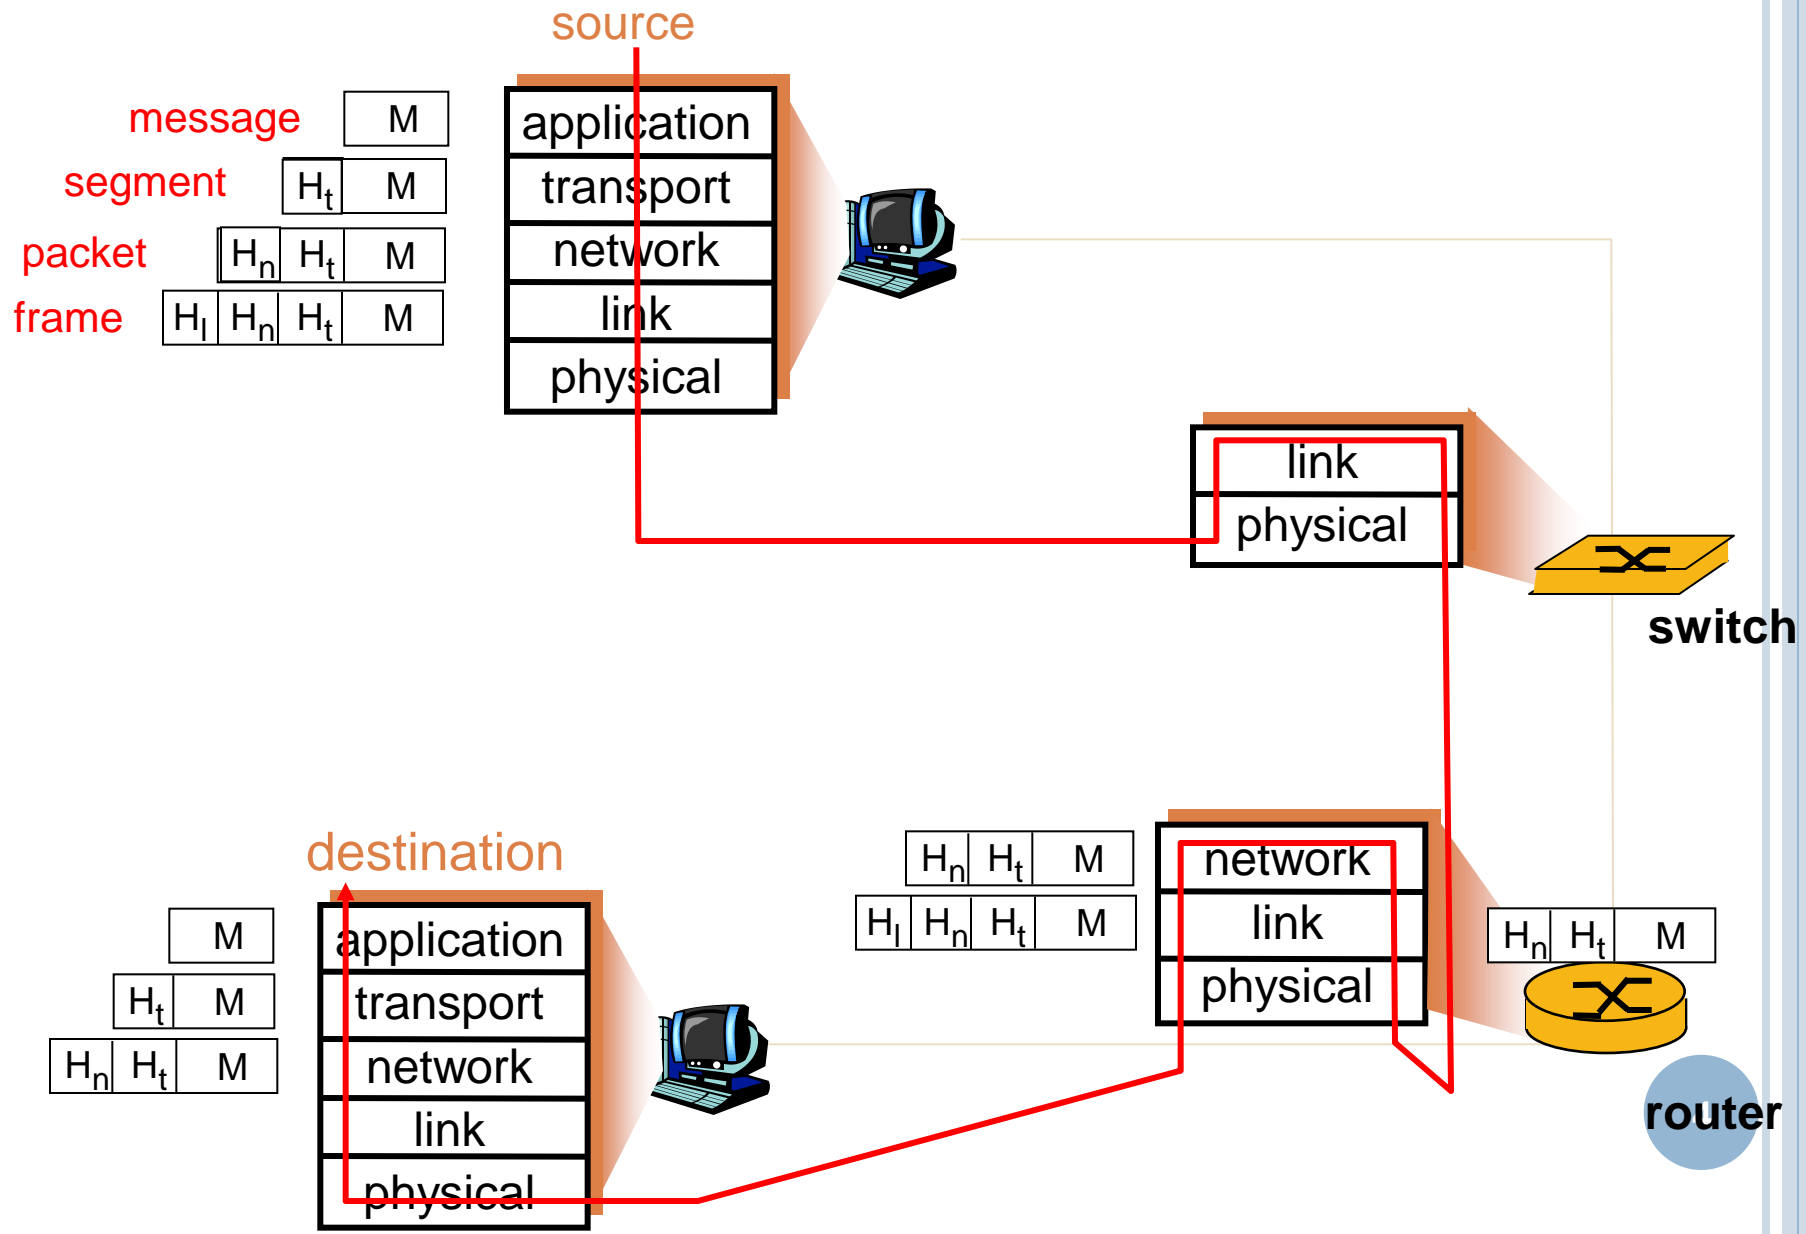 source
message M application
segment Ht M transport
packet Hn Ht M network
frame Hl Hn Ht M link
physical
link
physical
switch
destination
Hn Ht M network
Hl Hn Ht M link
physical
Hn Ht M
router
M application
Ht M transport
Hn Ht M network
link
physical